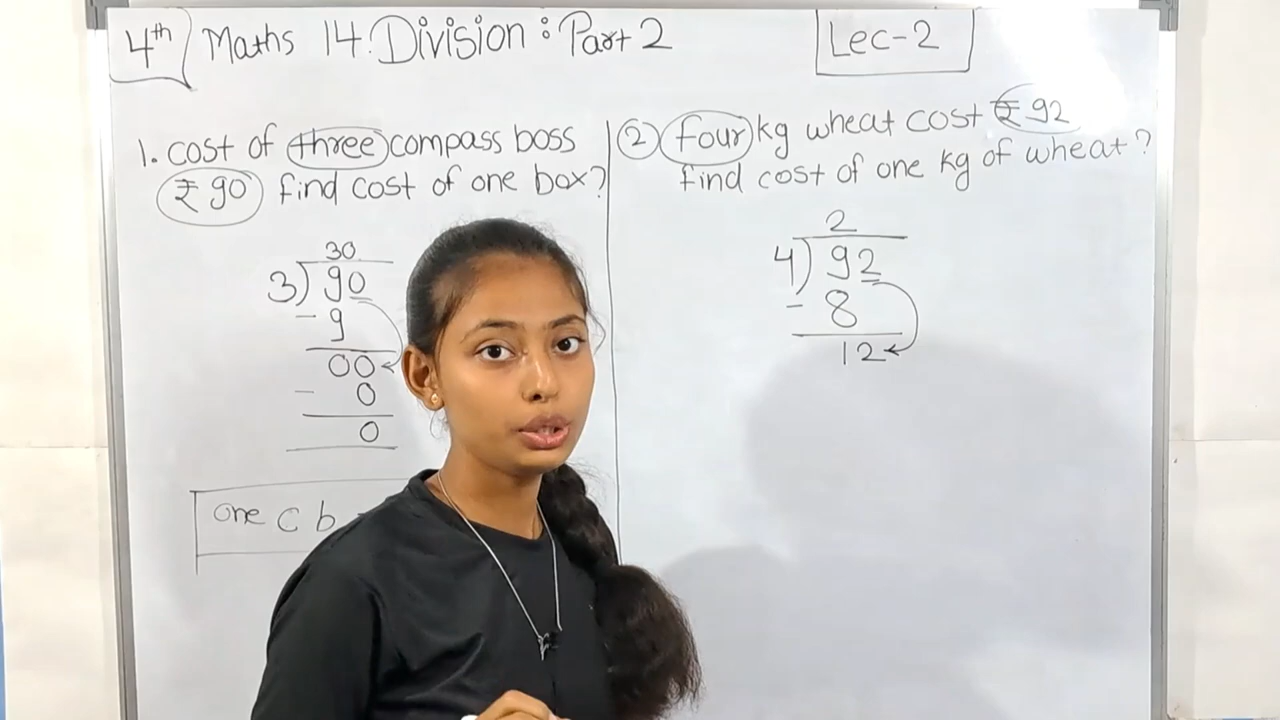 4th Maths 14. Division : Part 2
Lec-2
1. cost of three compass boss
₹ 90 find cost of one box?
30
3) 90
- 9
00
- 0
0
one c b
② four kg wheat cost ₹ 92
find cost of one kg of wheat?
2
4) 92
- 8
12